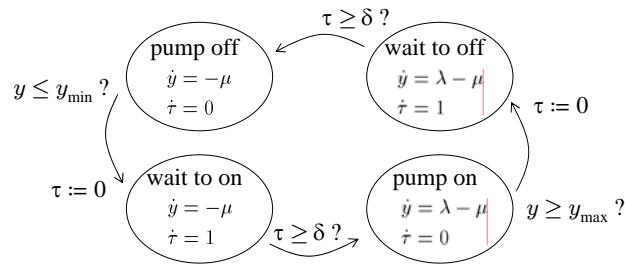 τ ≥ δ ?
pump off
ẏ = −μ
τ̇ = 0
wait to off
ẏ = λ − μ
τ̇ = 1
y ≤ y_min ?
τ := 0
τ := 0
wait to on
ẏ = −μ
τ̇ = 1
τ ≥ δ ?
pump on
ẏ = λ − μ
τ̇ = 0
y ≥ y_max ?